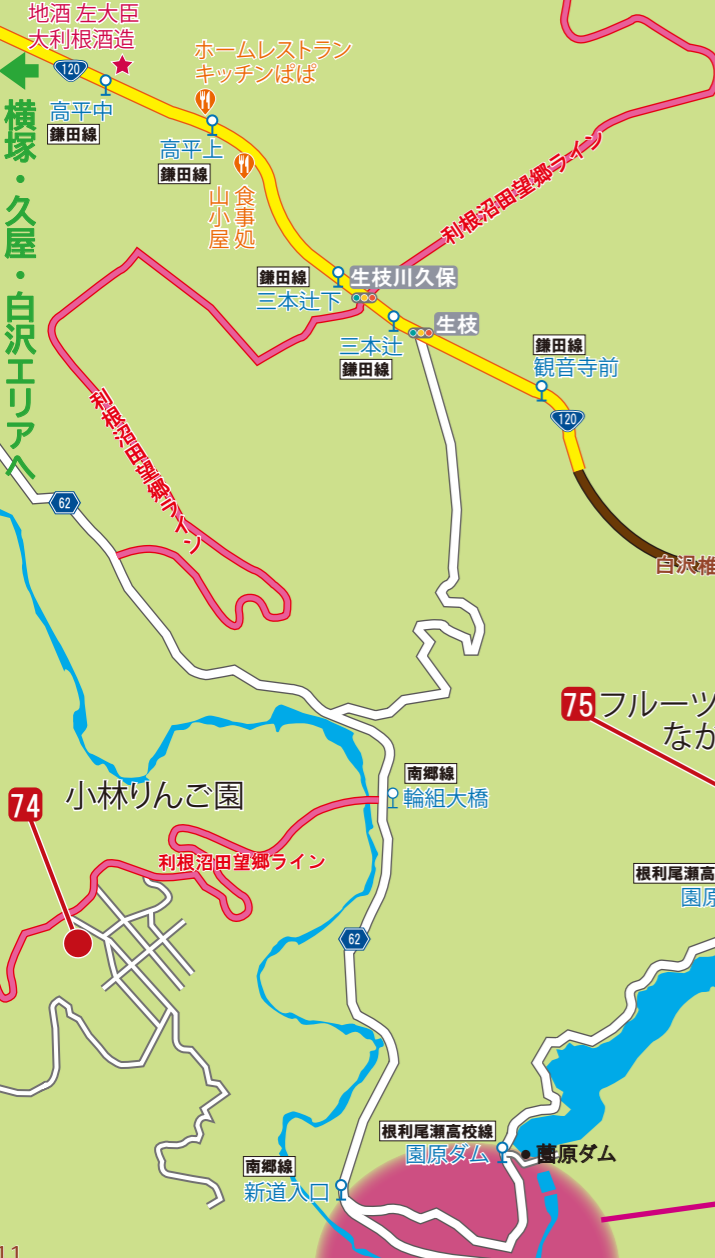 地酒 左大臣
大利根酒造
120
高平中
鎌田線
ホームレストラン
キッチンぱぱ
高平上
鎌田線
食事処
山小屋
横塚・久屋・白沢エリアへ
利根沼田望郷ライン
鎌田線
三本辻下
生枝川久保
生枝
三本辻
鎌田線
鎌田線
観音寺前
120
利根沼田望郷ライン
62
白沢椎
75
フルーツ
なか
74
小林りんご園
南郷線
輪組大橋
利根沼田望郷ライン
根利尾瀬高
園原
62
根利尾瀬高校線
園原ダム
薗原ダム
南郷線
新道入口
11